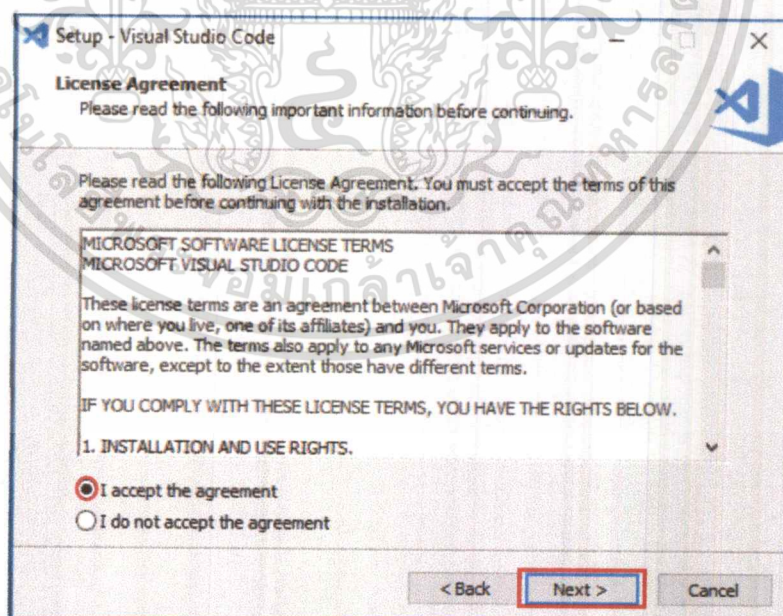 Setup - Visual Studio Code
License Agreement
Please read the following important information before continuing.
Please read the following License Agreement. You must accept the terms of this
agreement before continuing with the installation.
MICROSOFT SOFTWARE LICENSE TERMS
MICROSOFT VISUAL STUDIO CODE
These license terms are an agreement between Microsoft Corporation (or based
on where you live, one of its affiliates) and you. They apply to the software
named above. The terms also apply to any Microsoft services or updates for the
software, except to the extent those have different terms.
IF YOU COMPLY WITH THESE LICENSE TERMS, YOU HAVE THE RIGHTS BELOW.
1. INSTALLATION AND USE RIGHTS.
I accept the agreement
I do not accept the agreement
< Back
Next >
Cancel